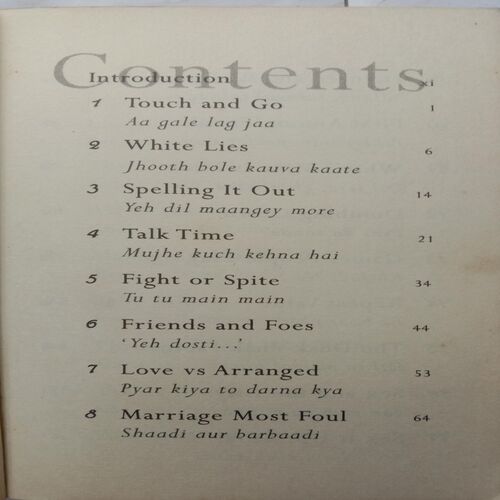 Contents
Introduction xi
1 Touch and Go 1
Aa gale lag jaa
2 White Lies 6
Jhooth bole kauva kaate
3 Spelling It Out 14
Yeh dil maangey more
4 Talk Time 21
Mujhe kuch kehna hai
5 Fight or Spite 34
Tu tu main main
6 Friends and Foes 44
‘Yeh dosti...’
7 Love vs Arranged 53
Pyar kiya to darna kya
8 Marriage Most Foul 64
Shaadi aur barbaadi